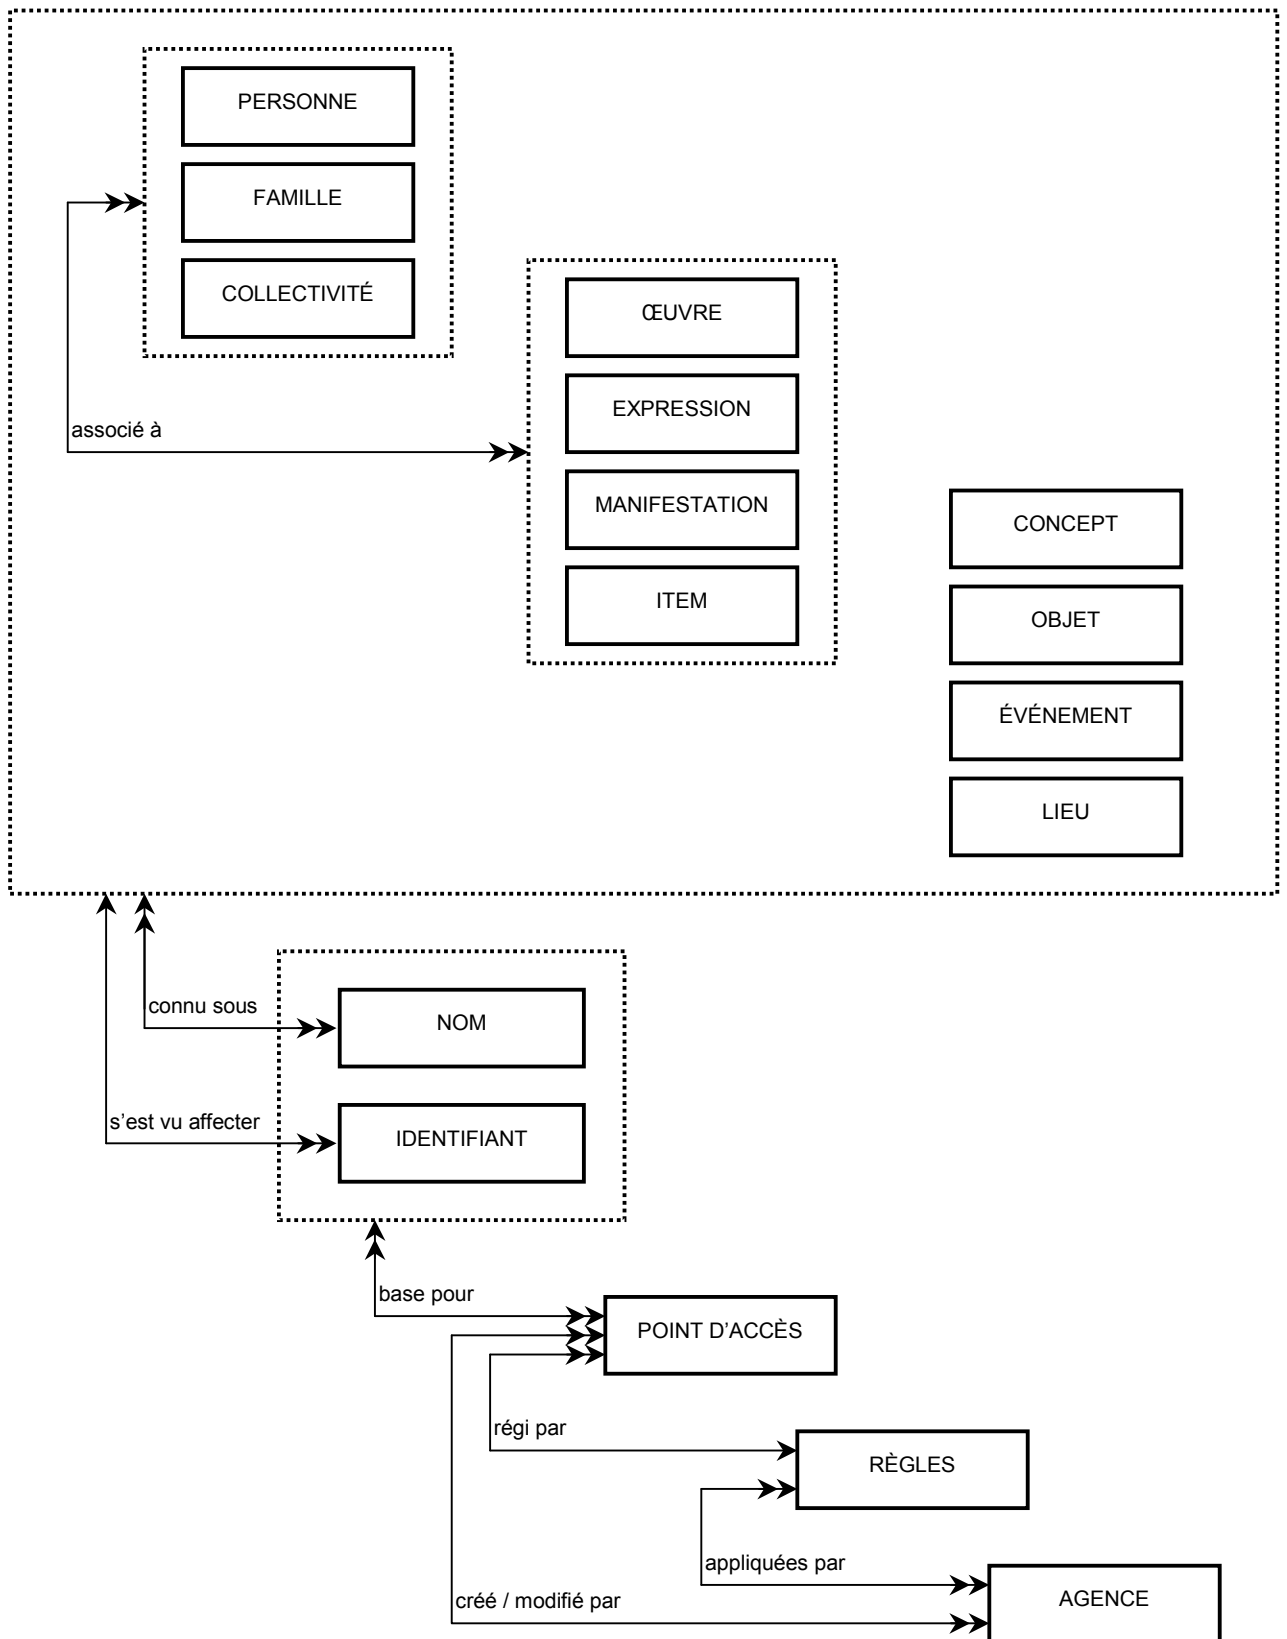 PERSONNE
FAMILLE
COLLECTIVITÉ
ŒUVRE
associé à
EXPRESSION
MANIFESTATION
CONCEPT
ITEM
OBJET
ÉVÉNEMENT
LIEU
connu sous
NOM
s’est vu affecter
IDENTIFIANT
base pour
POINT D’ACCÈS
régi par
RÈGLES
appliquées par
créé / modifié par
AGENCE